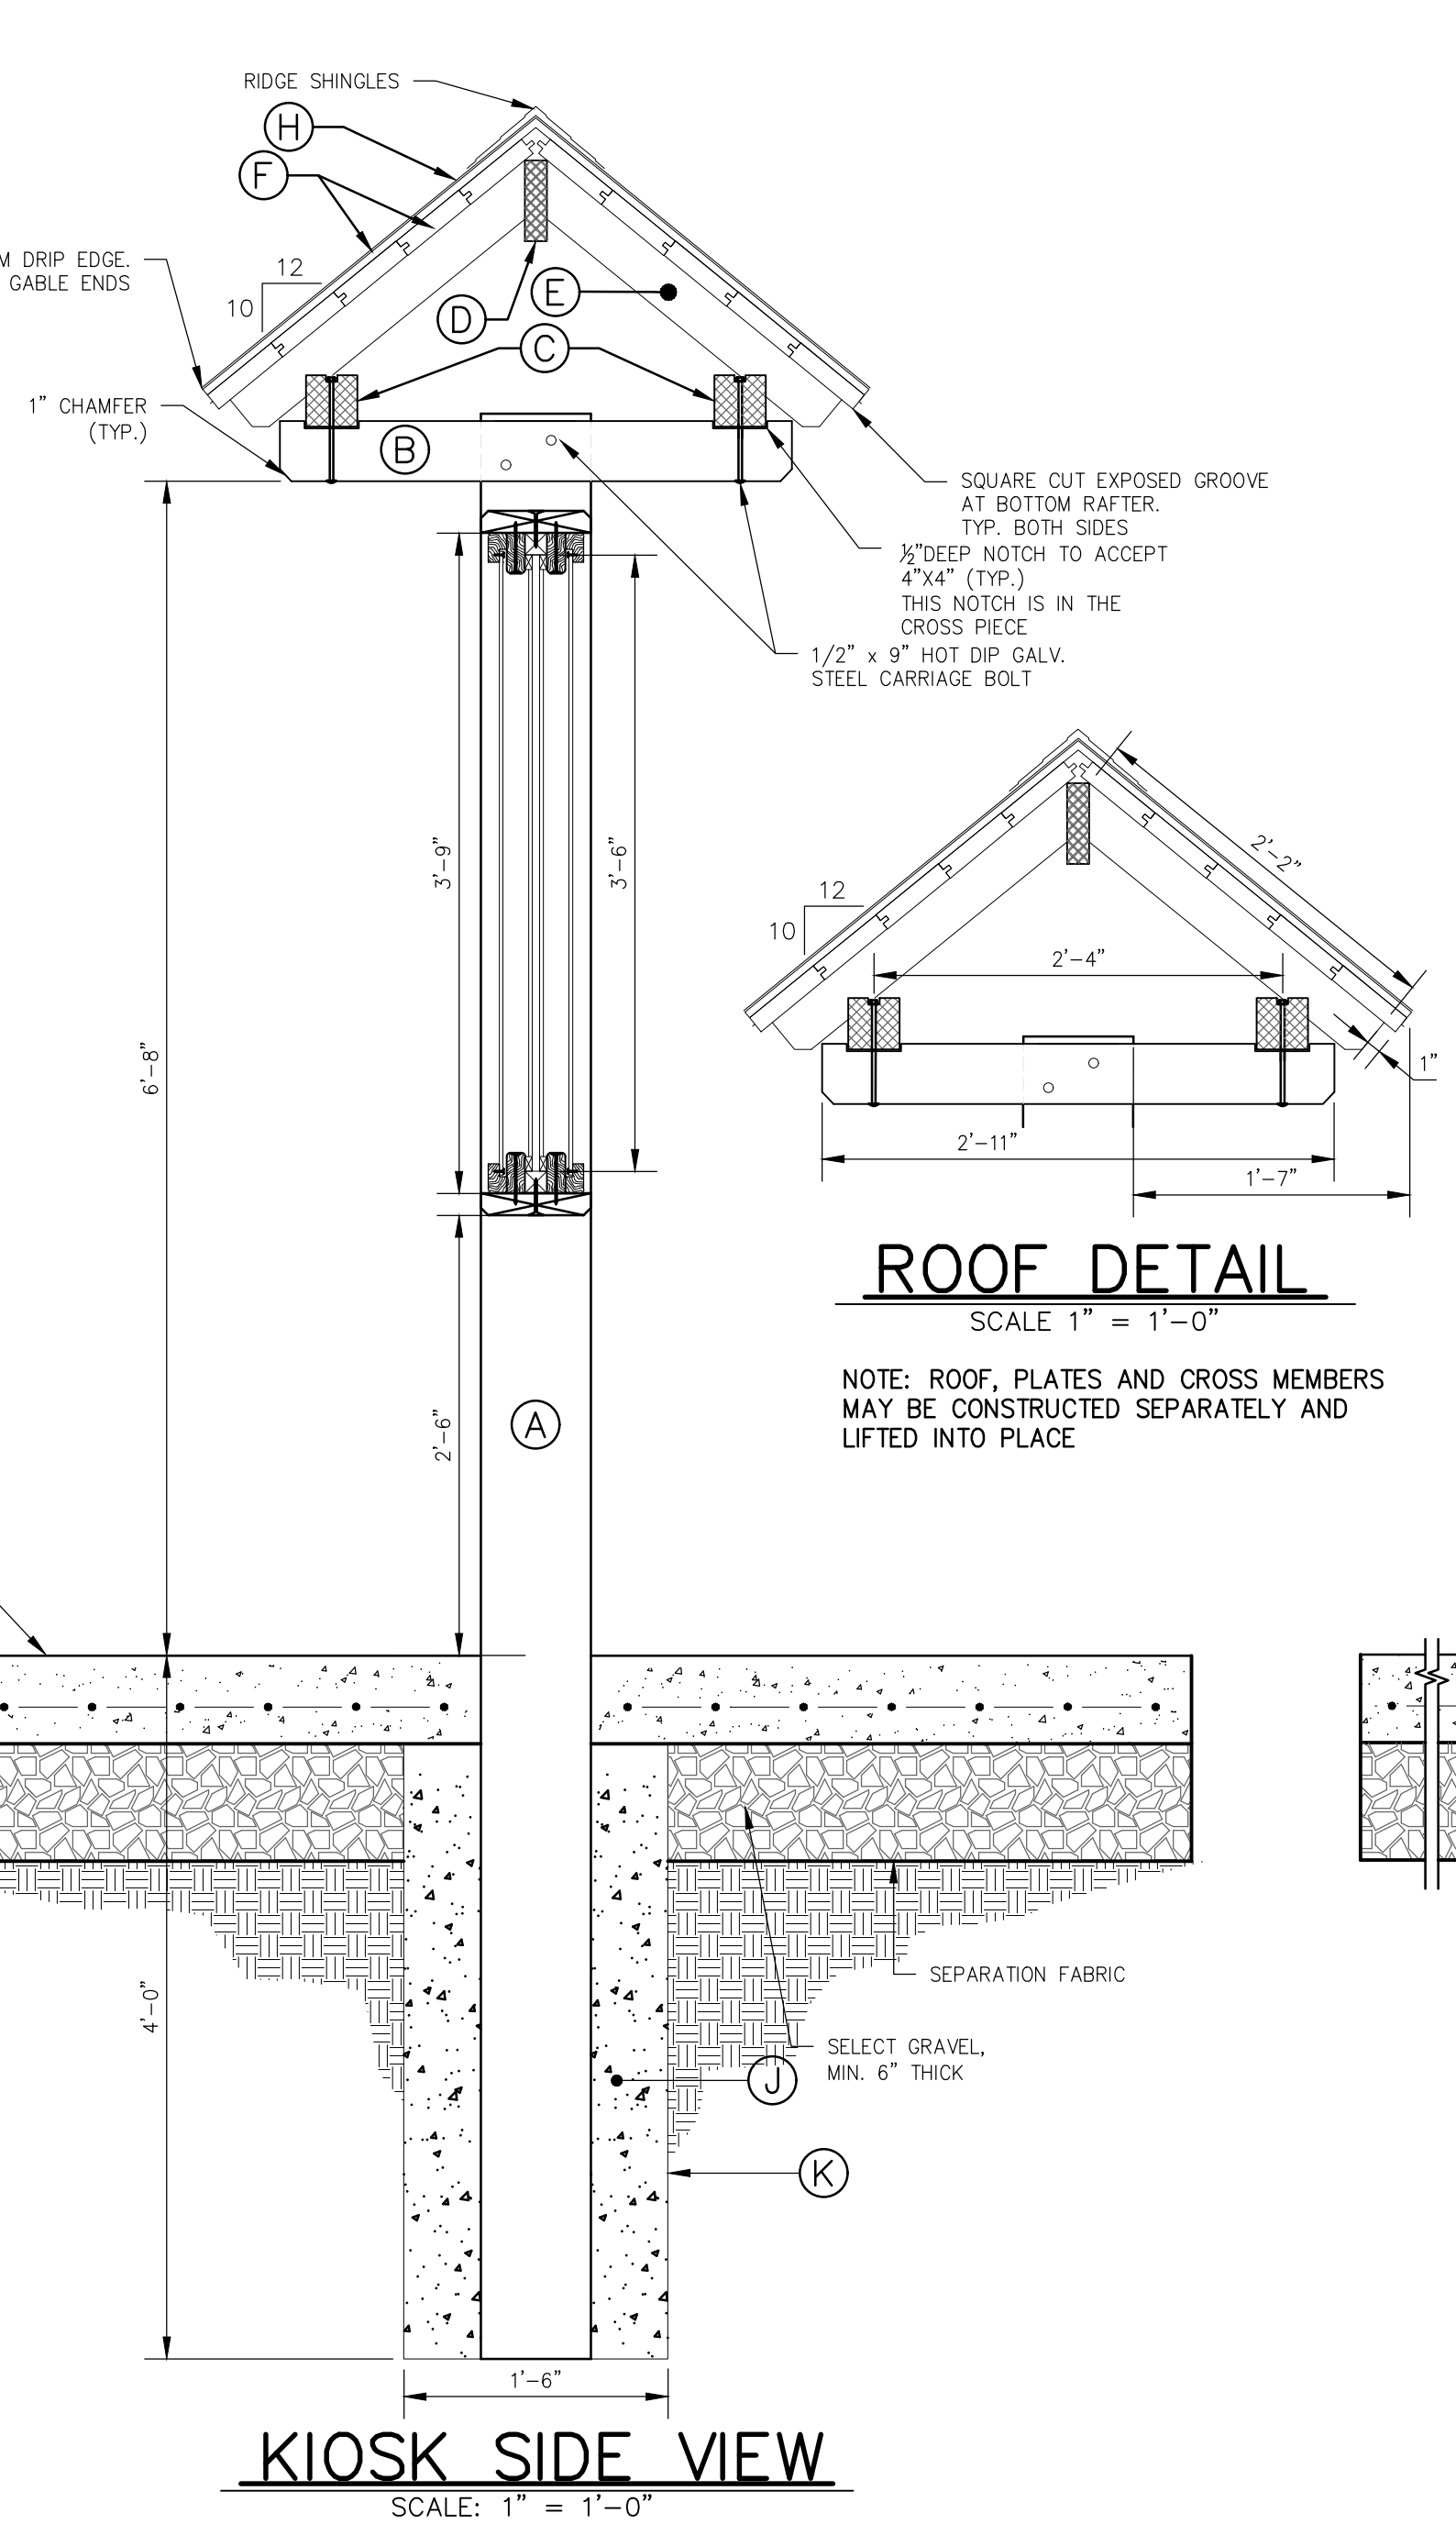 RIDGE SHINGLES
H
F
M DRIP EDGE.
GABLE ENDS
12
10
D
E
C
1" CHAMFER
(TYP.)
B
SQUARE CUT EXPOSED GROOVE
AT BOTTOM RAFTER.
TYP. BOTH SIDES
½"DEEP NOTCH TO ACCEPT
4"X4" (TYP.)
THIS NOTCH IS IN THE
CROSS PIECE
1/2" x 9" HOT DIP GALV.
STEEL CARRIAGE BOLT
3'-9"
3'-6"
6'-8"
2'-6"
A
2'-2"
12
10
2'-4"
1"
2'-11"
1'-7"
ROOF DETAIL
SCALE 1" = 1'-0"
NOTE: ROOF, PLATES AND CROSS MEMBERS
MAY BE CONSTRUCTED SEPARATELY AND
LIFTED INTO PLACE
SEPARATION FABRIC
4'-0"
SELECT GRAVEL,
MIN. 6" THICK
J
K
1'-6"
KIOSK SIDE VIEW
SCALE: 1" = 1'-0"